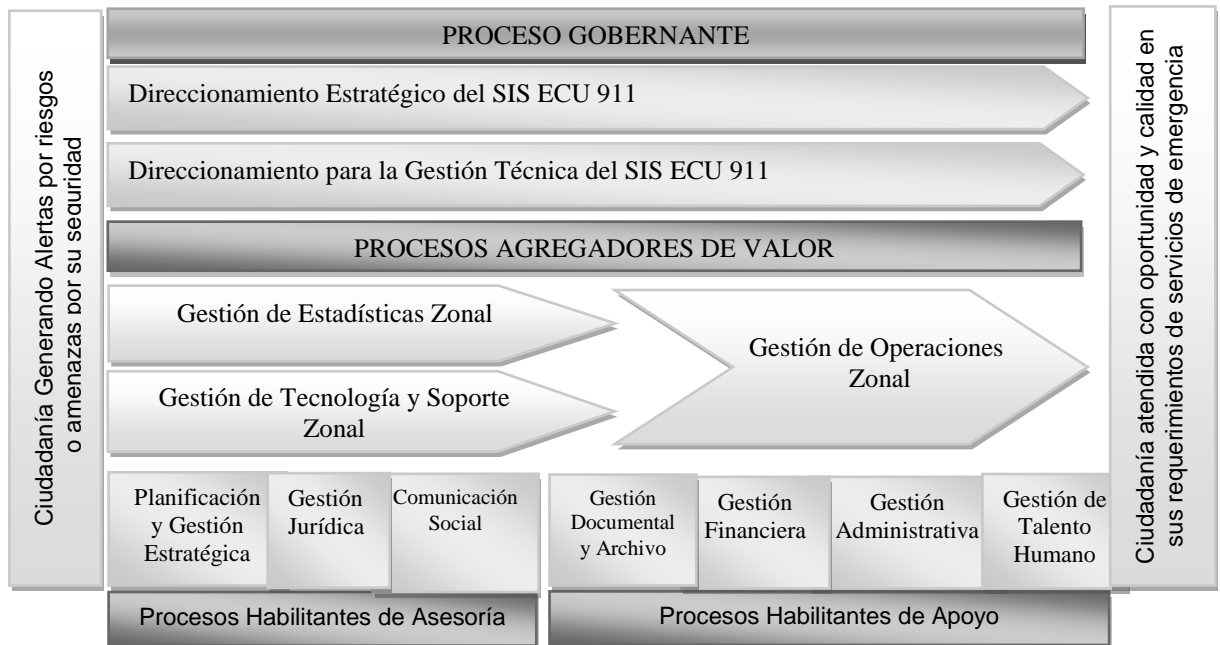 Ciudadanía Generando Alertas por riesgos
o amenazas por su seguridad
PROCESO GOBERNANTE
Direccionamiento Estratégico del SIS ECU 911
Direccionamiento para la Gestión Técnica del SIS ECU 911
PROCESOS AGREGADORES DE VALOR
Gestión de Estadísticas Zonal
Gestión de Tecnología y Soporte
Zonal
Gestión de Operaciones
Zonal
Planificación
y Gestión
Estratégica
Gestión
Jurídica
Comunicación
Social
Gestión
Documental
y Archivo
Gestión
Financiera
Gestión
Administrativa
Gestión de
Talento
Humano
Procesos Habilitantes de Asesoría
Procesos Habilitantes de Apoyo
Ciudadanía atendida con oportunidad y calidad en
sus requerimientos de servicios de emergencia